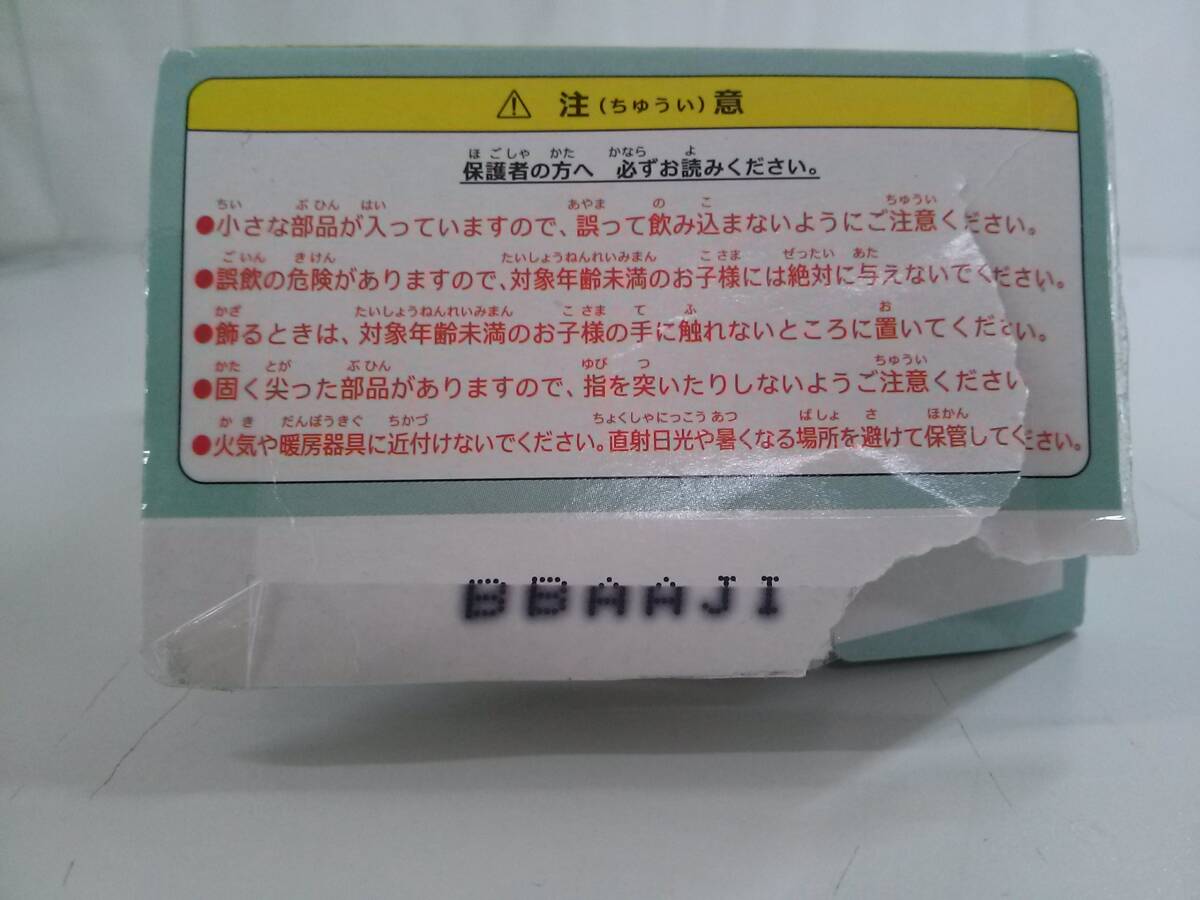 ⚠ 注(ちゅうい)意
ほごしゃ かた かなら よ
保護者の方へ 必ずお読みください。
ちい ぶひん はい あやま の こ ちゅうい
●小さな部品が入っていますので、誤って飲み込まないようにご注意ください。
ごいん きけん たいしょうねんれいみまん こさま ぜったい あた
●誤飲の危険がありますので、対象年齢未満のお子様には絶対に与えないでください。
かざ たいしょうねんれいみまん こさま て ふ お
●飾るときは、対象年齢未満のお子様の手に触れないところに置いてください。
かた とが ぶひん ゆび つ ちゅうい
●固く尖った部品がありますので、指を突いたりしないようご注意ください
かき だんぼうきぐ ちかづ ちょくしゃにっこう あつ ばしょ さ ほかん
●火気や暖房器具に近付けないでください。直射日光や暑くなる場所を避けて保管してください。
BBAAJI